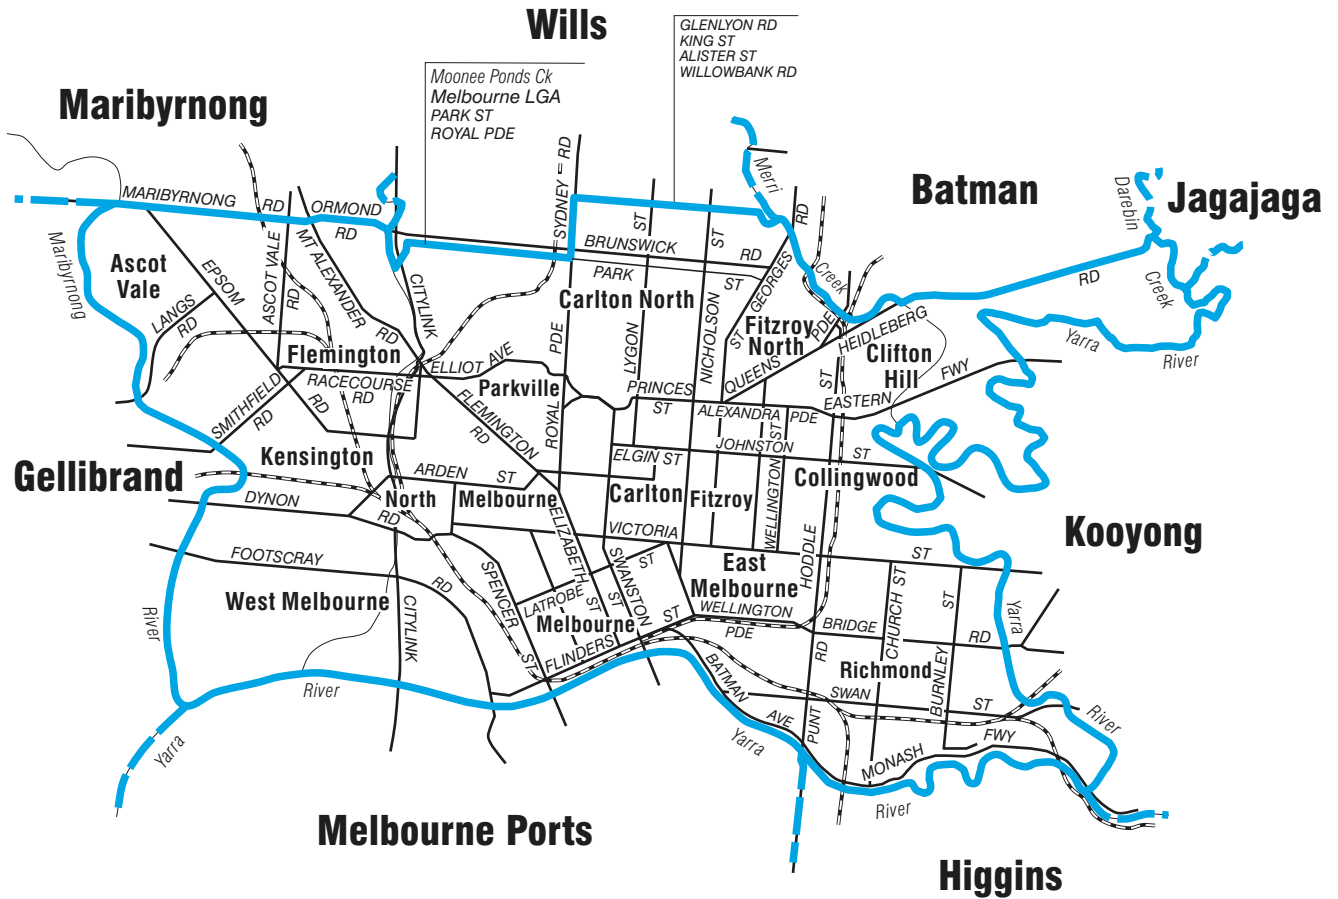 Wills
GLENLYON RD
KING ST
ALISTER ST
WILLOWBANK RD
Moonee Ponds Ck
Melbourne LGA
PARK ST
ROYAL PDE
Maribyrnong
Batman
Jagajaga
Merri
Creek
Darebin
Creek
MARIBYRNONG
RD
ORMOND
RD
SYDNEY
RD
ST
ST
RD
BRUNSWICK
RD
PARK
ST
Maribyrnong
Ascot
Vale
EPSOM
RD
ASCOT VALE
RD
MT ALEXANDER
RD
CITYLINK
LANGS
RD
Carlton North
NICHOLSON
ST GEORGES
Fitzroy
North
PDE
HEIDLEBERG
RD
Yarra
River
Flemington
ELLIOT AVE
PDE
LYGON
QUEENS
Clifton
Hill
FWY
EASTERN
RACECOURSE
RD
Parkville
PRINCES
ST
ALEXANDRA
PDE
ST
SMITHFIELD
RD
FLEMINGTON
RD
ROYAL
JOHNSTON
ST
ST
Gellibrand
Kensington
ARDEN
ST
ELGIN ST
Collingwood
DYNON
RD
North
Melbourne
Carlton
Fitzroy
WELLINGTON
Kooyong
FOOTSCRAY
RD
ELIZABETH
ST
VICTORIA
ST
HODDLE
East
Melbourne
West Melbourne
CITYLINK
SPENCER
ST
LATROBE
ST
SWANSTON
ST
Melbourne
FLINDERS
ST
WELLINGTON
PDE
BRIDGE
RD
CHURCH ST
ST
BURNLEY
Yarra
River
River
Richmond
RD
PUNT
SWAN
ST
BATMAN
AVE
Yarra
MONASH
FWY
River
River
Yarra
Melbourne Ports
Higgins